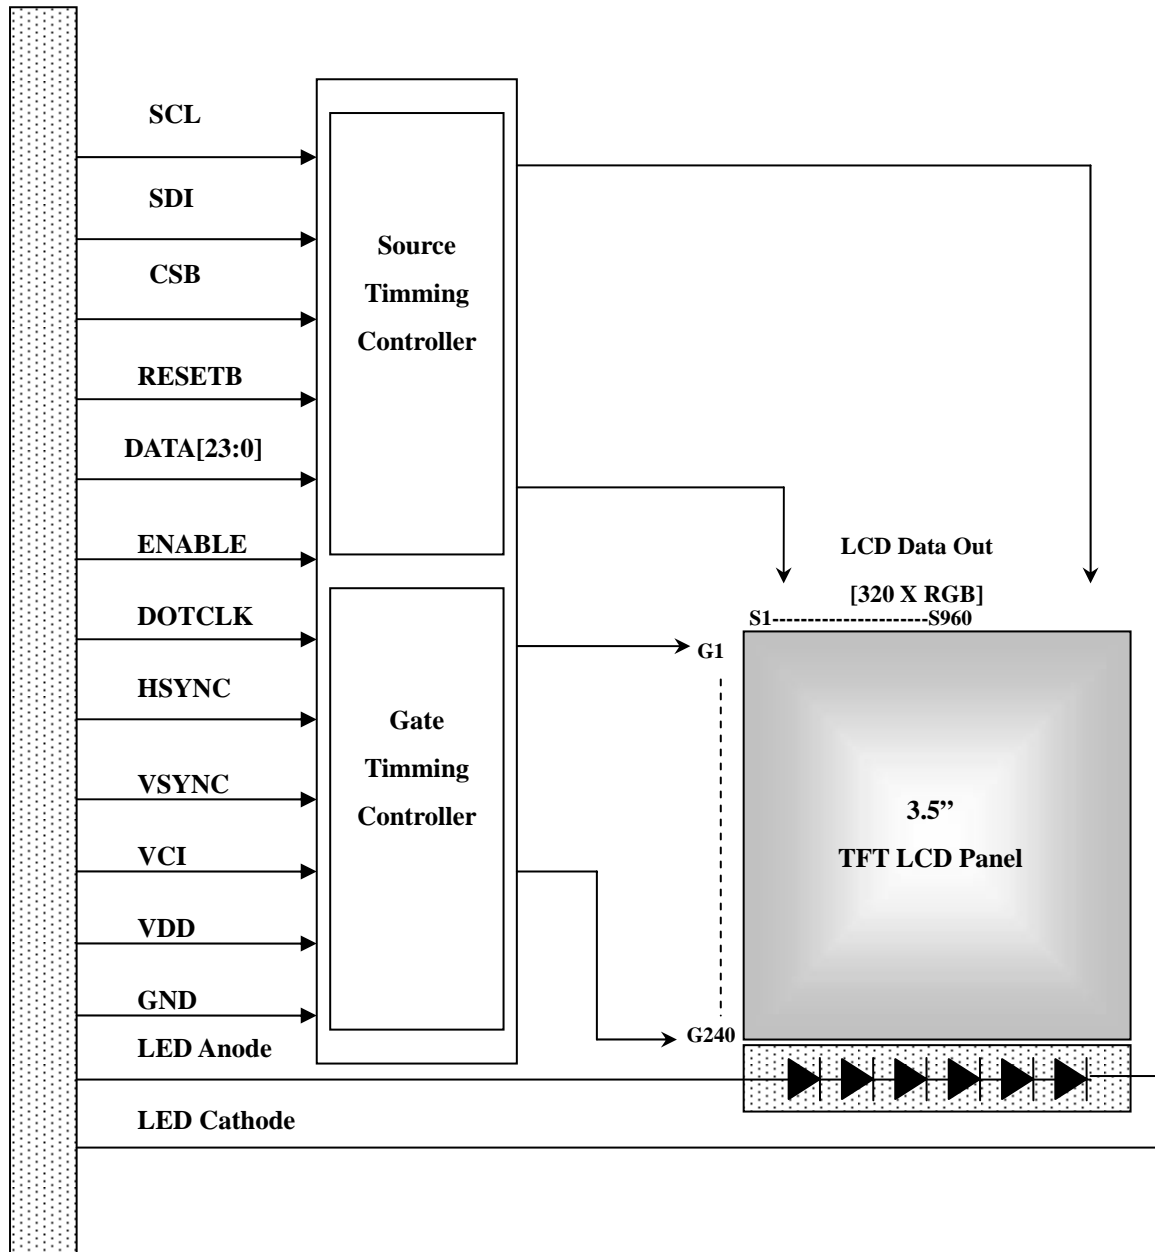 SCL
SDI
CSB
RESETB
DATA[23:0]
ENABLE
DOTCLK
HSYNC
VSYNC
VCI
VDD
GND
LED Anode
LED Cathode
Source
Timming
Controller
Gate
Timming
Controller
LCD Data Out
[320 X RGB]
S1----------------------S960
G1
G240
3.5”
TFT LCD Panel